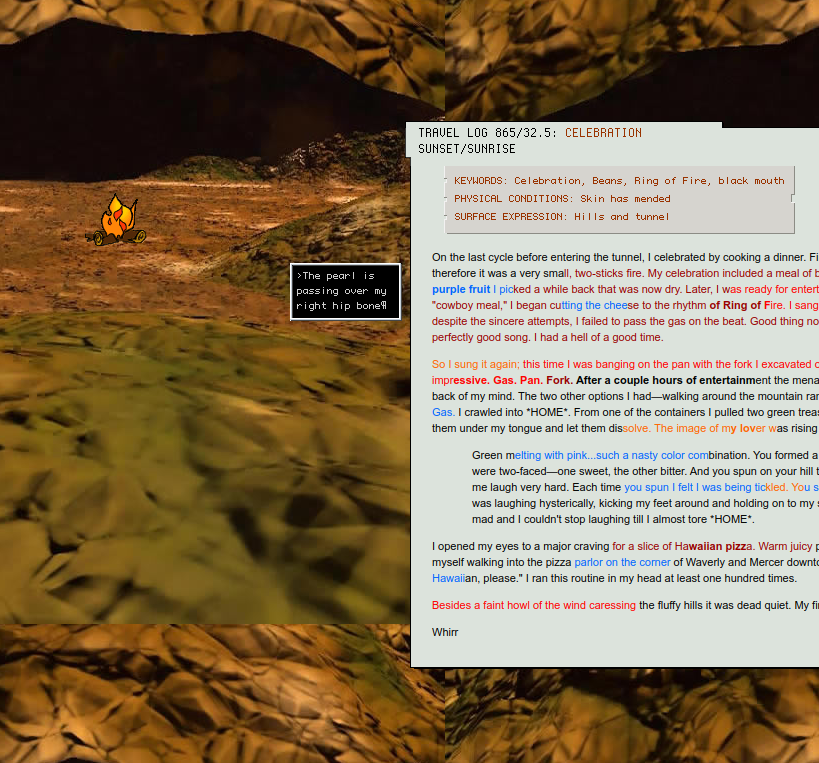 TRAVEL LOG 865/32.5: CELEBRATION
SUNSET/SUNRISE
KEYWORDS: Celebration, Beans, Ring of Fire, black mouth
PHYSICAL CONDITIONS: Skin has mended
SURFACE EXPRESSION: Hills and tunnel
>The pearl is
passing over my
right hip bone¶
On the last cycle before entering the tunnel, I celebrated by cooking a dinner. Fi
therefore it was a very small, two-sticks fire. My celebration included a meal of b
purple fruit I picked a while back that was now dry. Later, I was ready for entert
"cowboy meal," I began cutting the cheese to the rhythm of Ring of Fire. I sang
despite the sincere attempts, I failed to pass the gas on the beat. Good thing no
perfectly good song. I had a hell of a good time.
So I sung it again; this time I was banging on the pan with the fork I excavated o
impressive. Gas. Pan. Fork. After a couple hours of entertainment the mena
back of my mind. The two other options I had—walking around the mountain ran
Gas. I crawled into *HOME*. From one of the containers I pulled two green treas
them under my tongue and let them dissolve. The image of my lover was rising
Green melting with pink...such a nasty color combination. You formed a
were two-faced—one sweet, the other bitter. And you spun on your hill t
me laugh very hard. Each time you spun I felt I was being tickled. You s
was laughing hysterically, kicking my feet around and holding on to my s
mad and I couldn't stop laughing till I almost tore *HOME*.
I opened my eyes to a major craving for a slice of Hawaiian pizza. Warm juicy p
myself walking into the pizza parlor on the corner of Waverly and Mercer downto
Hawaiian, please." I ran this routine in my head at least one hundred times.
Besides a faint howl of the wind caressing the fluffy hills it was dead quiet. My fir
Whirr